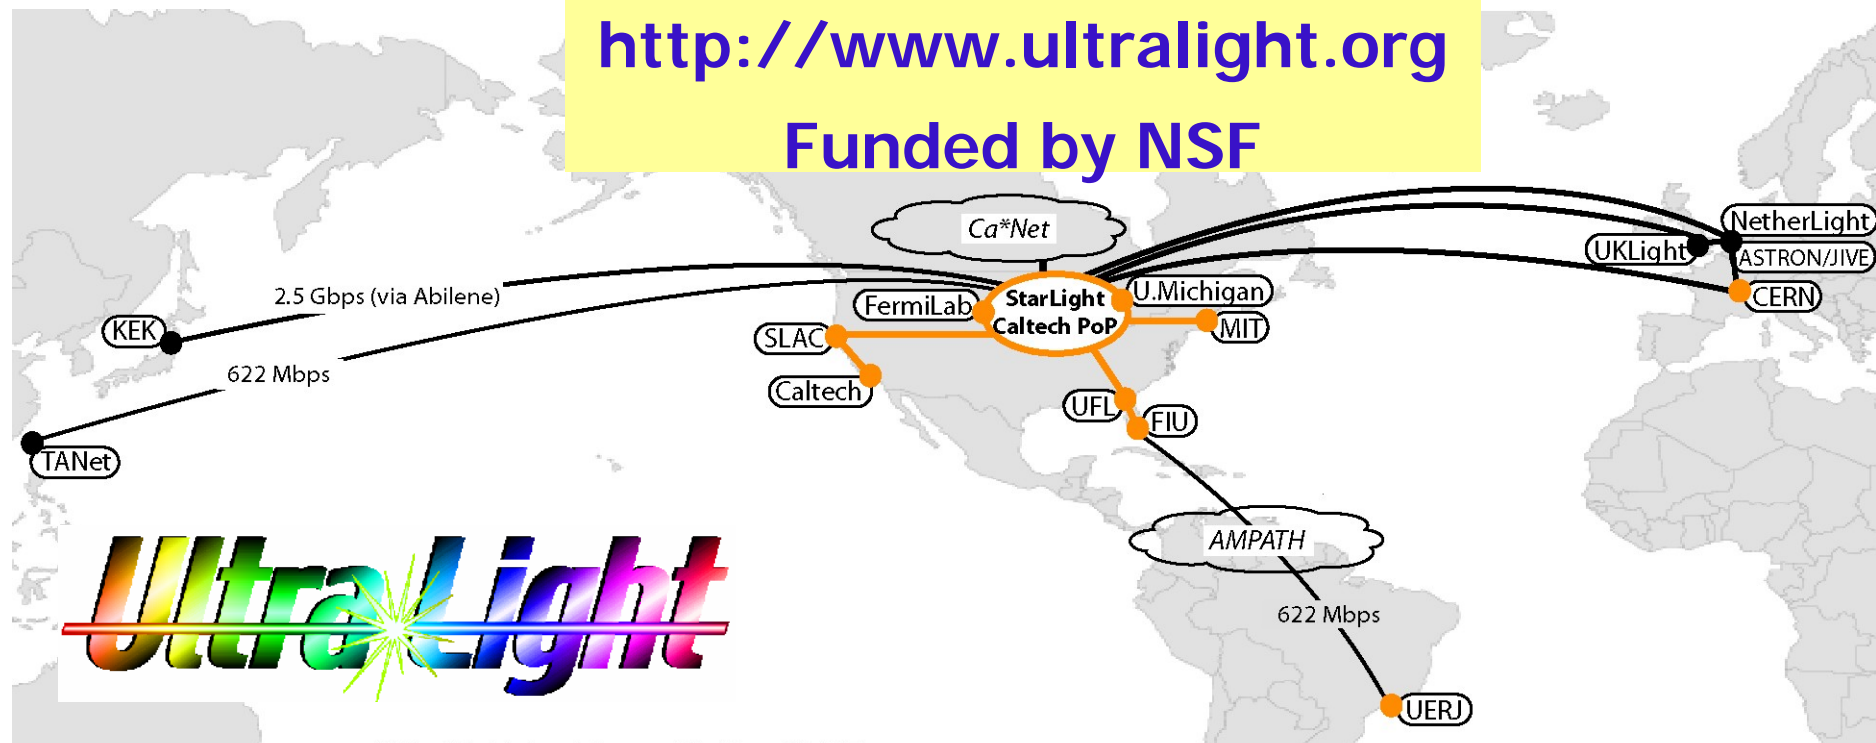 http://www.ultralight.org
Funded by NSF
Ca*Net
NetherLight
UKLight
ASTRON/JIVE
2.5 Gbps (via Abilene)
FermiLab
StarLight
Caltech PoP
U.Michigan
CERN
KEK
SLAC
MIT
622 Mbps
Caltech
UFL
FIU
TANet
AMPATH
UltraLight
622 Mbps
UERJ